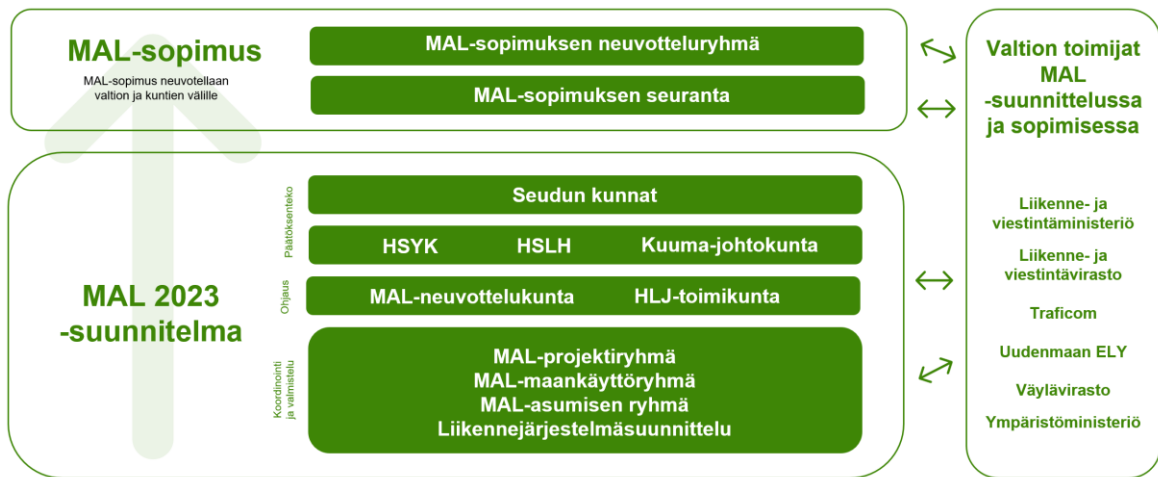 MAL-sopimus
MAL-sopimus neuvotellaan
valtion ja kuntien välille
MAL-sopimuksen neuvotteluryhmä
MAL-sopimuksen seuranta
MAL 2023
-suunnitelma
Päätöksenteko
Seudun kunnat
HSYK HSLH Kuuma-johtokunta
Ohjaus
MAL-neuvottelukunta HLJ-toimikunta
Koordinointi
ja valmistelu
MAL-projektiryhmä
MAL-maankäyttöryhmä
MAL-asumisen ryhmä
Liikennejärjestelmäsuunnittelu
Valtion toimijat
MAL
-suunnittelussa
ja sopimisessa
Liikenne- ja
viestintäministeriö
Liikenne- ja
viestintävirasto
Traficom
Uudenmaan ELY
Väylävirasto
Ympäristöministeriö